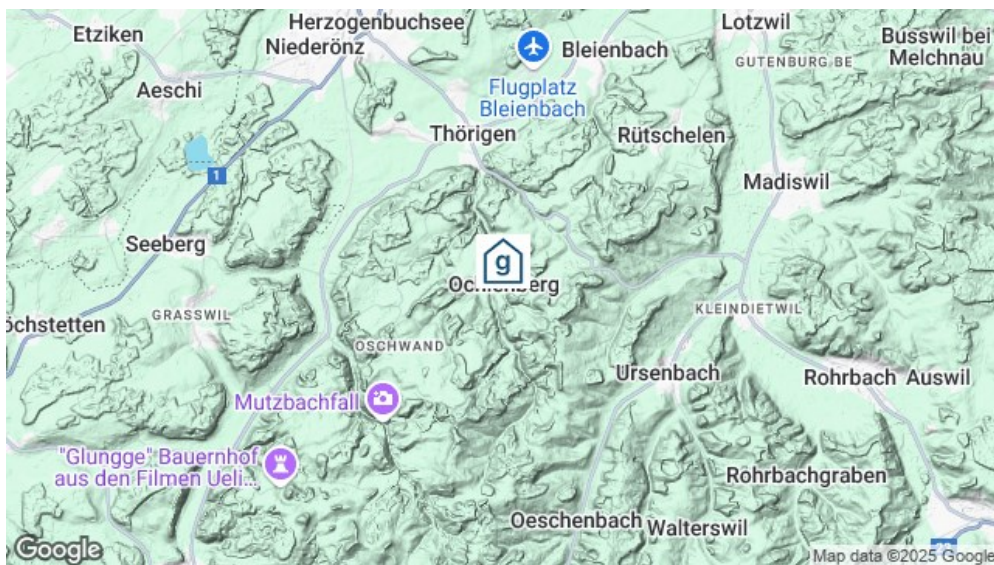 Etziken
Herzogenbuchsee
Niederönz
Lotzwil
Bleienbach
Busswil bei
Melchnau
GUTENBURG BE
Aeschi
Flugplatz
Bleienbach
Thörigen
Rütschelen
1
Madiswil
Seeberg
g
GRASSWIL
KLEINDIETWIL
OSCHWAND
Ursenbach
Rohrbach
Auswil
Mutzbachfall
"Glungge" Bauernhof
aus den Filmen Ueli...
Rohrbachgraben
Oeschenbach
Walterswil
Google
Map data ©2025 Google